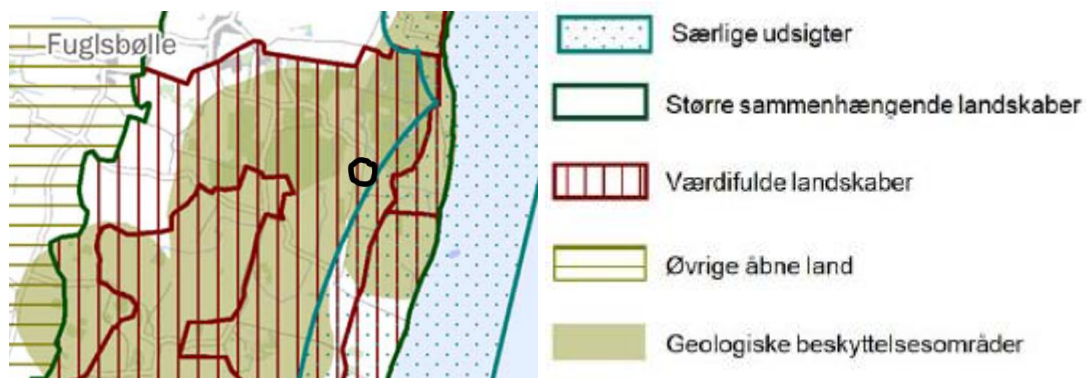 Fuglsbølle
Særlige udsigter
Større sammenhængende landskaber
Værdifulde landskaber
Øvrige åbne land
Geologiske beskyttelsesområder